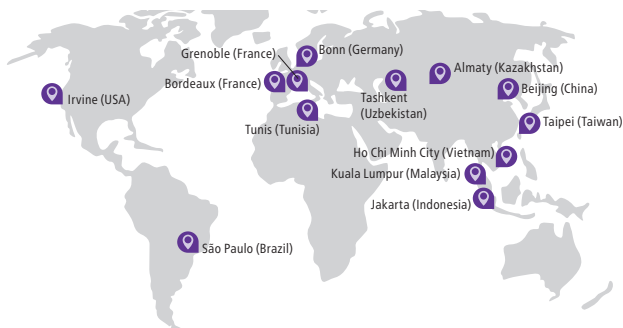 Grenoble (France)
Bonn (Germany)
Bordeaux (France)
Almaty (Kazakhstan)
Irvine (USA)
Beijing (China)
Tashkent
(Uzbekistan)
Tunis (Tunisia)
Taipei (Taiwan)
Ho Chi Minh City (Vietnam)
Kuala Lumpur (Malaysia)
Jakarta (Indonesia)
São Paulo (Brazil)